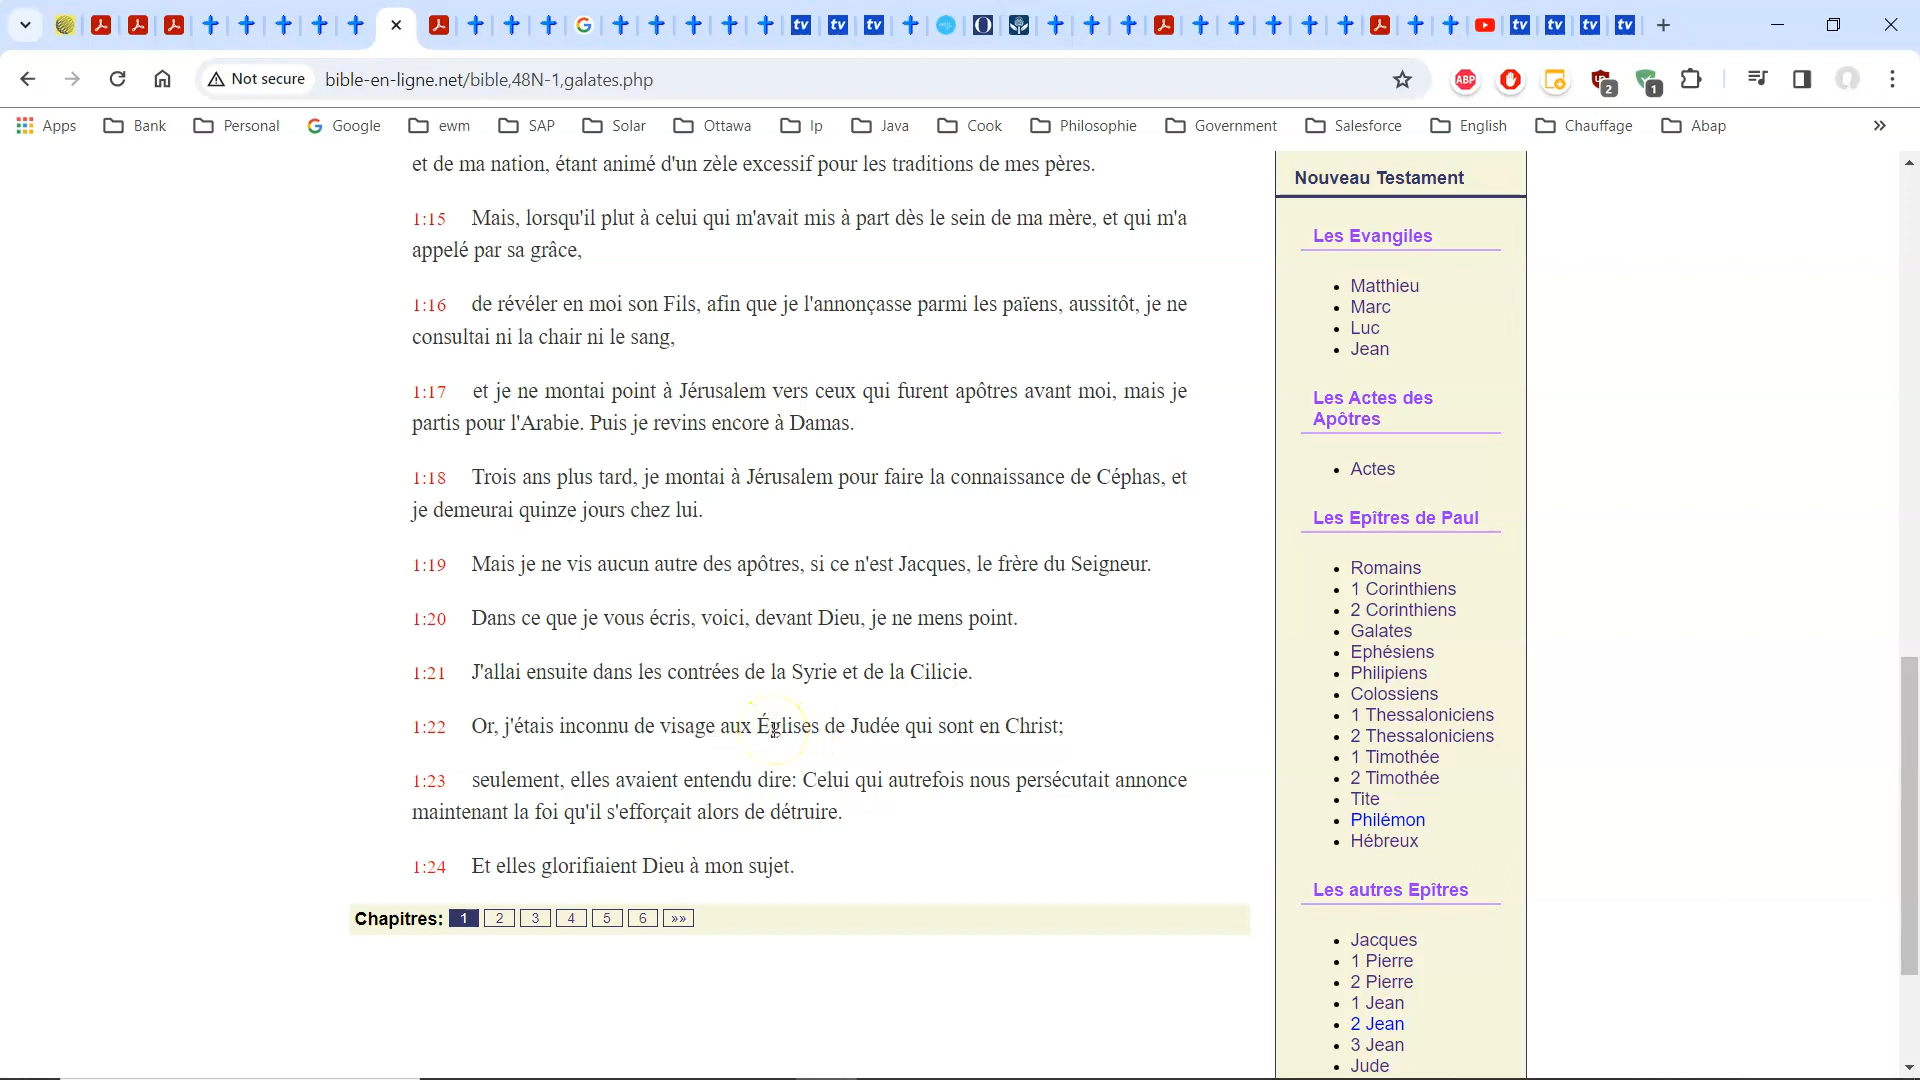 Not secure
bible-en-ligne.net/bible,48N-1,galates.php
ABP
2
1
Apps
Bank
Personal
Google
ewm
SAP
Solar
Ottawa
Ip
Java
Cook
Philosophie
Government
Salesforce
English
Chauffage
Abap
»
et de ma nation, étant animé d'un zèle excessif pour les traditions de mes pères.
1:15 Mais, lorsqu'il plut à celui qui m'avait mis à part dès le sein de ma mère, et qui m'a
appelé par sa grâce,
1:16 de révéler en moi son Fils, afin que je l'annonçasse parmi les païens, aussitôt, je ne
consultai ni la chair ni le sang,
1:17 et je ne montai point à Jérusalem vers ceux qui furent apôtres avant moi, mais je
partis pour l'Arabie. Puis je revins encore à Damas.
1:18 Trois ans plus tard, je montai à Jérusalem pour faire la connaissance de Céphas, et
je demeurai quinze jours chez lui.
1:19 Mais je ne vis aucun autre des apôtres, si ce n'est Jacques, le frère du Seigneur.
1:20 Dans ce que je vous écris, voici, devant Dieu, je ne mens point.
1:21 J'allai ensuite dans les contrées de la Syrie et de la Cilicie.
1:22 Or, j'étais inconnu de visage aux Églises de Judée qui sont en Christ;
1:23 seulement, elles avaient entendu dire: Celui qui autrefois nous persécutait annonce
maintenant la foi qu'il s'efforçait alors de détruire.
1:24 Et elles glorifiaient Dieu à mon sujet.
Chapitres: 1 2 3 4 5 6 »»
Nouveau Testament
Les Evangiles
Matthieu
Marc
Luc
Jean
Les Actes des
Apôtres
Actes
Les Epîtres de Paul
Romains
1 Corinthiens
2 Corinthiens
Galates
Ephésiens
Philipiens
Colossiens
1 Thessaloniciens
2 Thessaloniciens
1 Timothée
2 Timothée
Tite
Philémon
Hébreux
Les autres Epîtres
Jacques
1 Pierre
2 Pierre
1 Jean
2 Jean
3 Jean
Jude